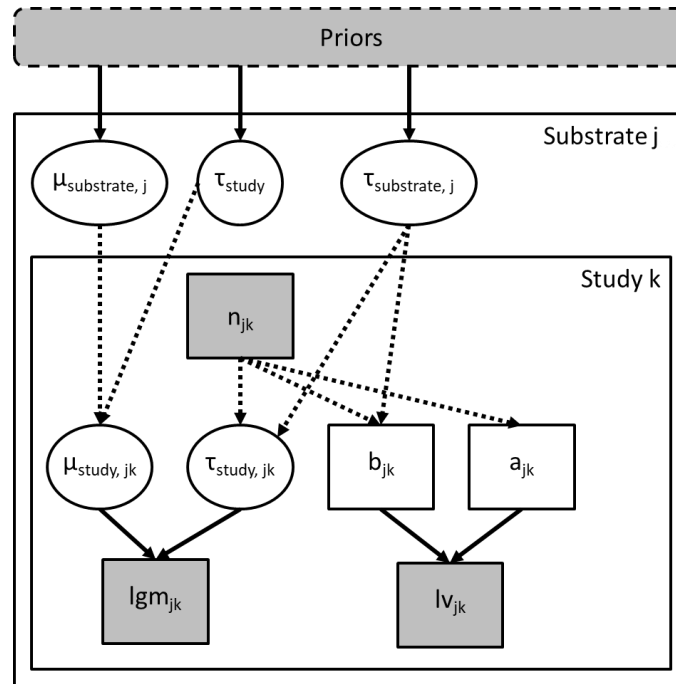 Priors
Substrate j
μsubstrate, j
τstudy
τsubstrate, j
Study k
njk
μstudy, jk
τstudy, jk
bjk
ajk
lgmjk
lvjk